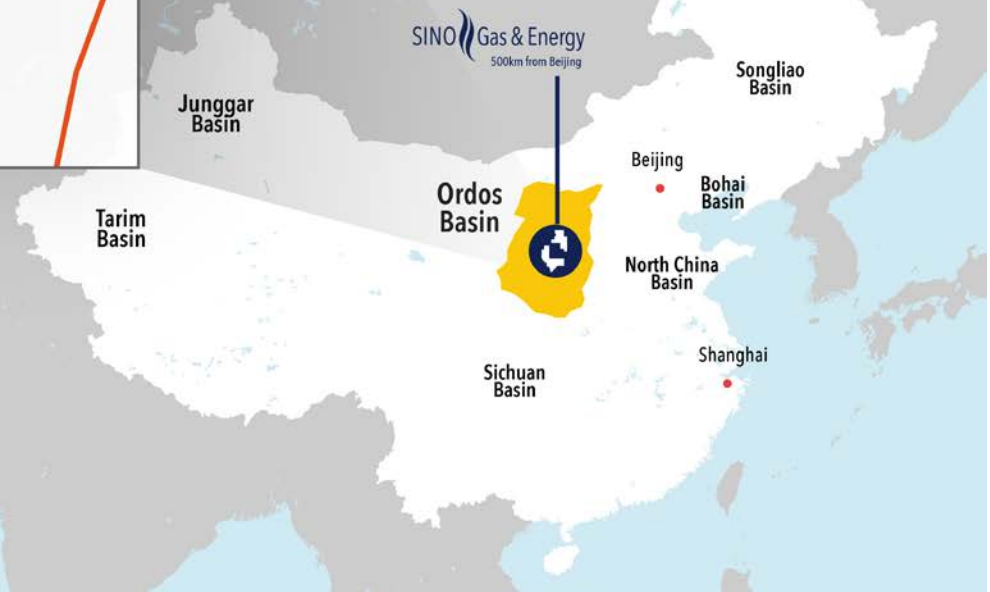 SINO Gas & Energy
500km from Beijing
Songliao
Basin
Junggar
Basin
Beijing
Bohai
Basin
Ordos
Basin
Tarim
Basin
North China
Basin
Shanghai
Sichuan
Basin